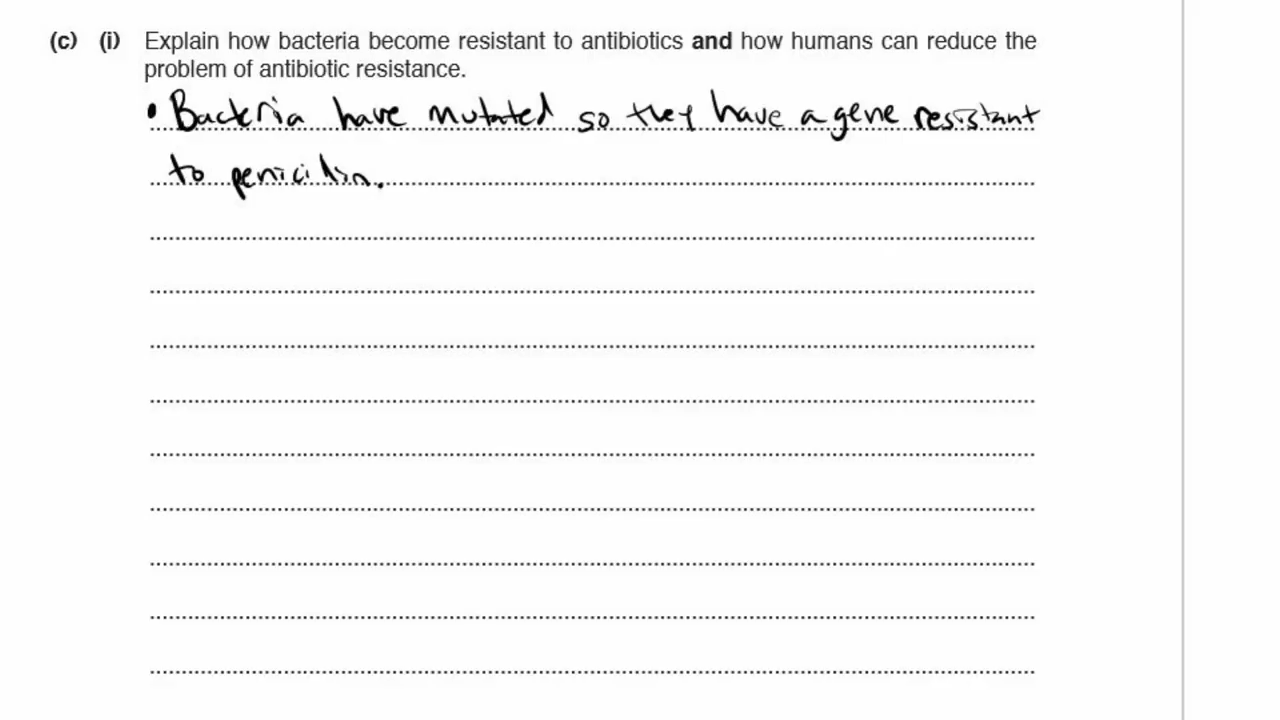 (c) (i) Explain how bacteria become resistant to antibiotics and how humans can reduce the
problem of antibiotic resistance.
• Bacteria have mutated so they have a gene resistant
to penicillin.